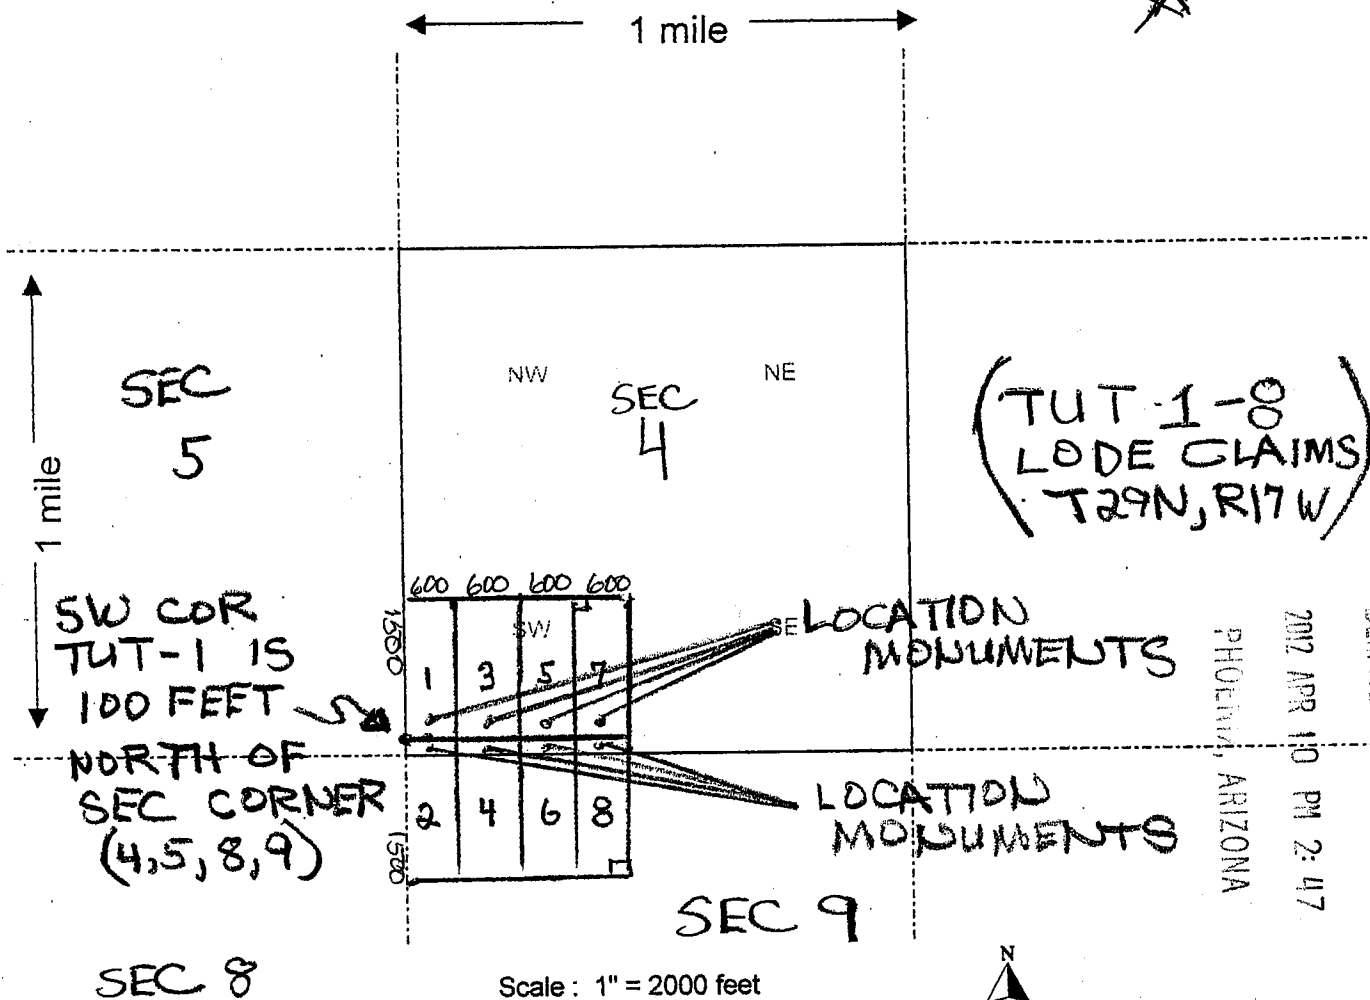 1 mile
NW
NE
SEC
5
SEC
4
(TUT-1-8
LODE CLAIMS
T29N, R17W)
1 mile
600 600 600 600
SW
SE
1500
1 3 5 7
SW COR
TUT-1 IS
100 FEET
NORTH OF
SEC CORNER
(4,5,8,9)
LOCATION
MONUMENTS
2 4 6 8
1500
LOCATION
MONUMENTS
2012 APR 10 PM 2:47
PHOENIX, ARIZONA
SEC 9
SEC 8
Scale : 1" = 2000 feet
N